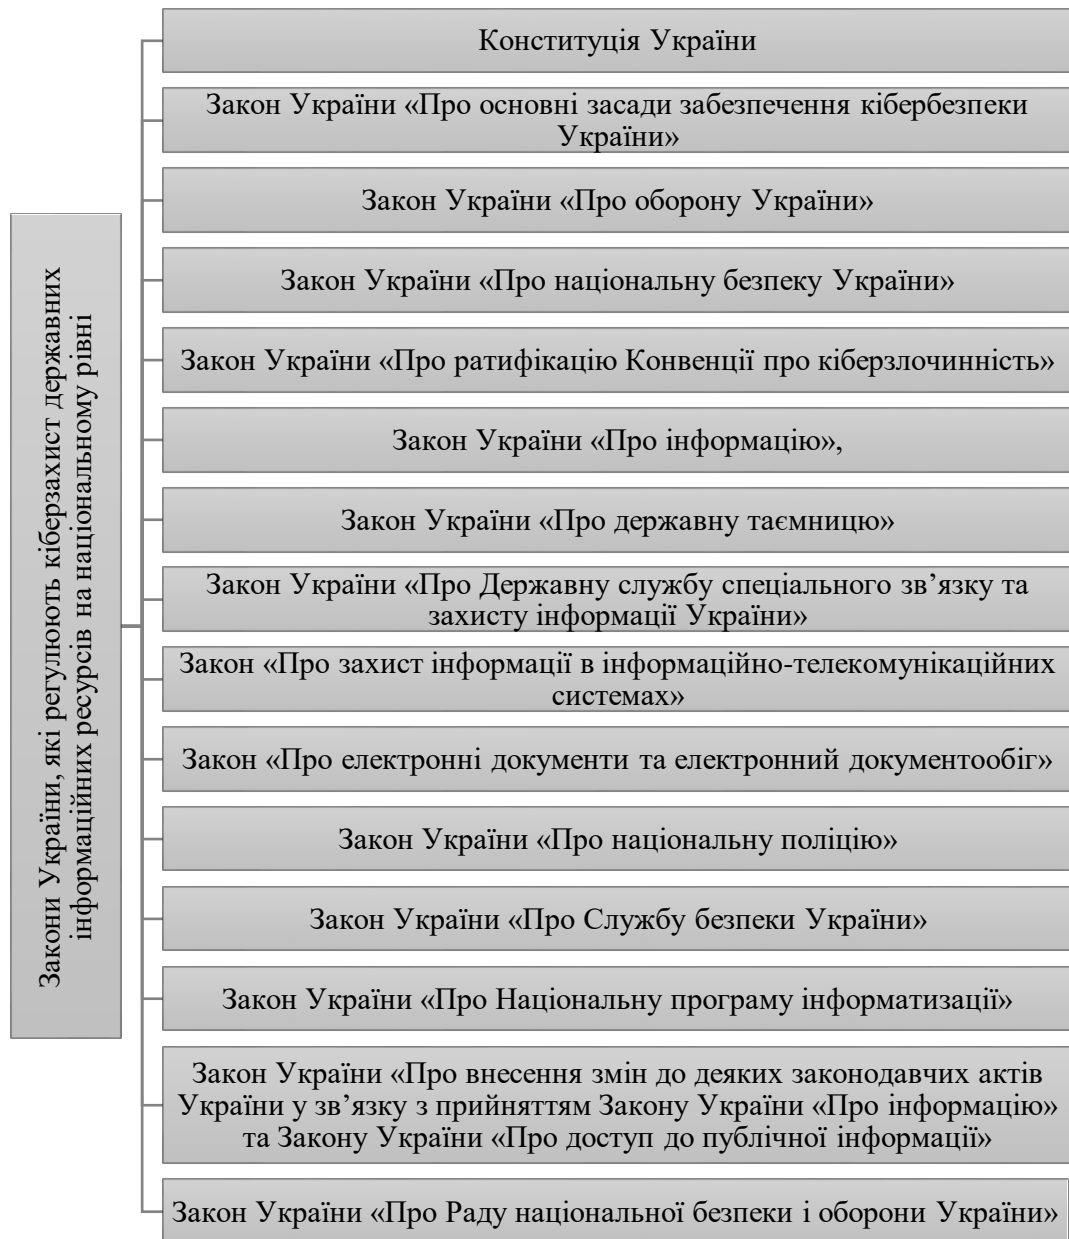 Закони України, які регулюють кіберзахист державних
інформаційних ресурсів на національному рівні
Конституція України
Закон України «Про основні засади забезпечення кібербезпеки
України»
Закон України «Про оборону України»
Закон України «Про національну безпеку України»
Закон України «Про ратифікацію Конвенції про кіберзлочинність»
Закон України «Про інформацію»,
Закон України «Про державну таємницю»
Закон України «Про Державну службу спеціального зв’язку та
захисту інформації України»
Закон «Про захист інформації в інформаційно-телекомунікаційних
системах»
Закон «Про електронні документи та електронний документообіг»
Закон України «Про національну поліцію»
Закон України «Про Службу безпеки України»
Закон України «Про Національну програму інформатизації»
Закон України «Про внесення змін до деяких законодавчих актів
України у зв’язку з прийняттям Закону України «Про інформацію»
та Закону України «Про доступ до публічної інформації»
Закон України «Про Раду національної безпеки і оборони України»